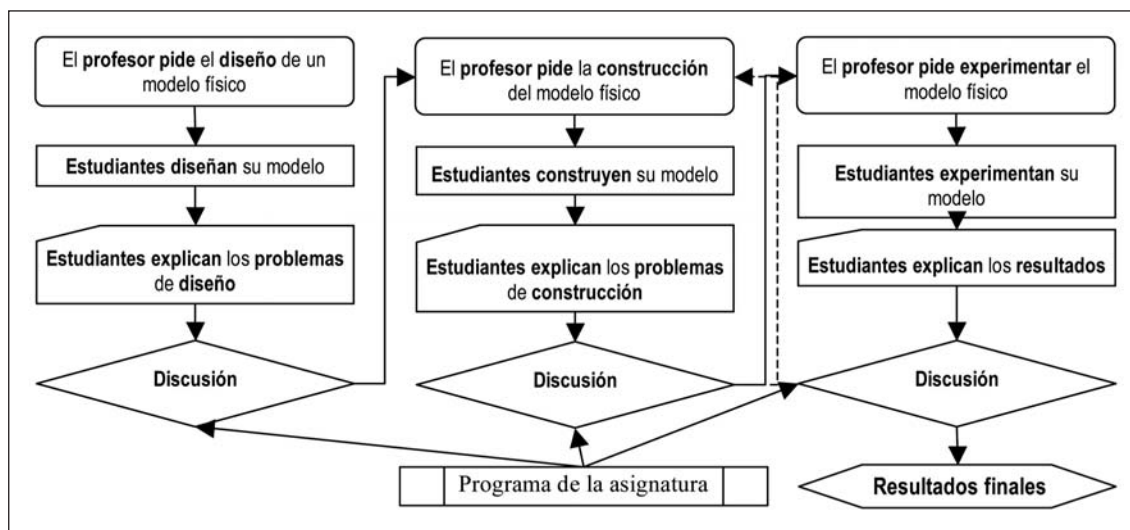 El profesor pide el diseño de un
modelo físico
Estudiantes diseñan su modelo
Estudiantes explican los problemas
de diseño
Discusión
El profesor pide la construcción
del modelo físico
Estudiantes construyen su modelo
Estudiantes explican los problemas
de construcción
Discusión
El profesor pide experimentar el
modelo físico
Estudiantes experimentan su
modelo
Estudiantes explican los resultados
Discusión
Resultados finales
Programa de la asignatura